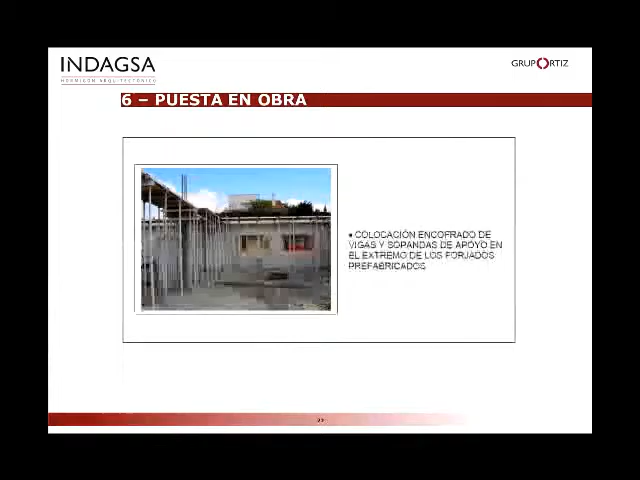 INDAGSA
HORMIGÓN ARQUITECTÓNICO
GRUPORTIZ
6 – PUESTA EN OBRA
• COLOCACIÓN ENCOFRADO DE
VIGAS Y SOPANDAS DE APOYO EN
EL EXTREMO DE LOS FORJADOS
PREFABRICADOS